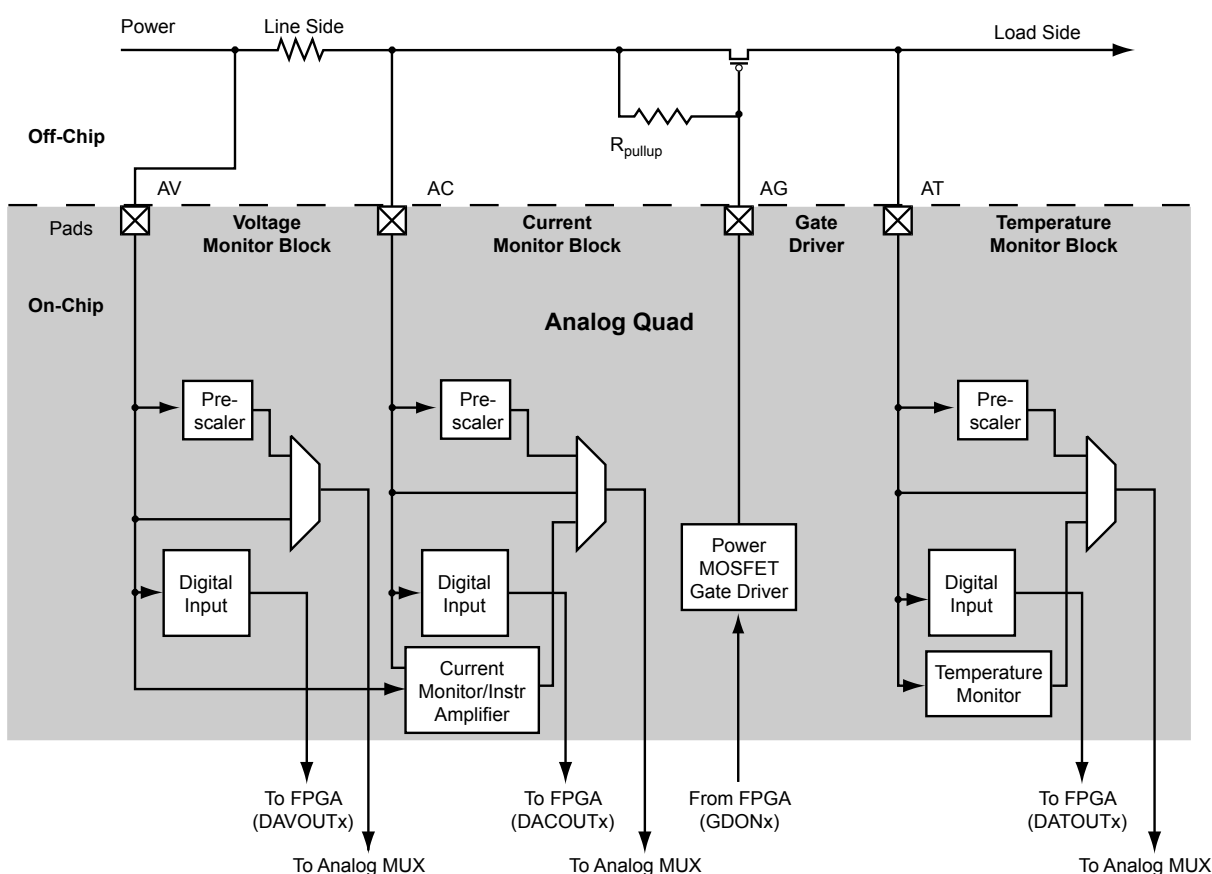 Power
Line Side
Load Side
Off-Chip
Rpullup
AV
AC
AG
AT
Pads
Voltage
Monitor Block
Current
Monitor Block
Gate
Driver
Temperature
Monitor Block
On-Chip
Analog Quad
Pre-
scaler
Pre-
scaler
Pre-
scaler
Power
MOSFET
Gate Driver
Digital
Input
Digital
Input
Digital
Input
Current
Monitor/Instr
Amplifier
Temperature
Monitor
To FPGA
(DAVOUTx)
To FPGA
(DACOUTx)
From FPGA
(GDONx)
To FPGA
(DATOUTx)
To Analog MUX
To Analog MUX
To Analog MUX